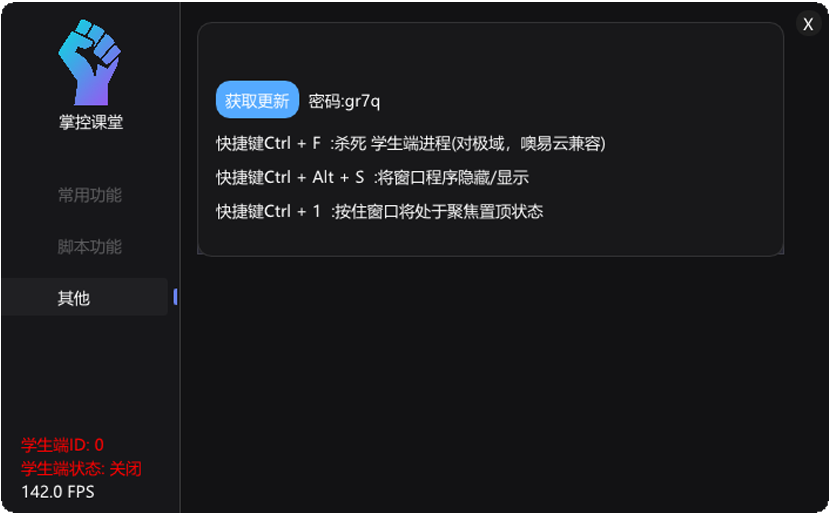 X
掌控课堂
常用功能
脚本功能
其他
获取更新 密码:gr7q
快捷键Ctrl + F :杀死 学生端进程(对极域，噢易云兼容)
快捷键Ctrl + Alt + S :将窗口程序隐藏/显示
快捷键Ctrl + 1 :按住窗口将处于聚焦置顶状态
学生端ID: 0
学生端状态: 关闭
142.0 FPS